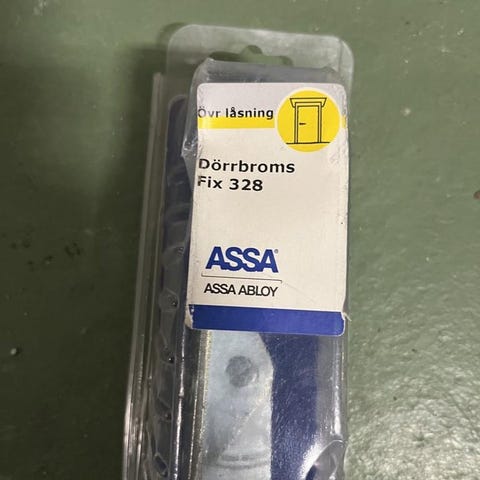 Övr låsning
Dörrbroms
Fix 328
ASSA®
ASSA ABLOY